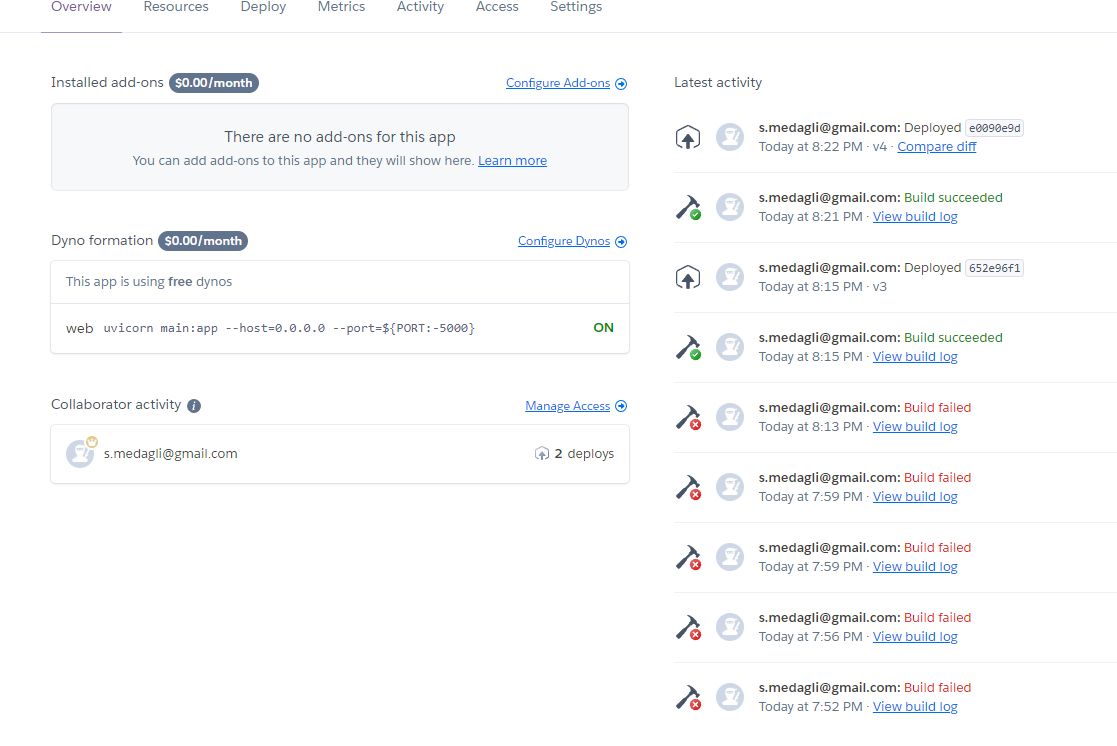 Overview Resources Deploy Metrics Activity Access Settings
Installed add-ons $0.00/month Configure Add-ons
There are no add-ons for this app
You can add add-ons to this app and they will show here. Learn more
Dyno formation $0.00/month Configure Dynos
This app is using free dynos
web uvicorn main:app --host=0.0.0.0 --port=${PORT:-5000} ON
Collaborator activity i Manage Access
s.medagli@gmail.com 2 deploys
Latest activity
s.medagli@gmail.com: Deployed e0090e9d
Today at 8:22 PM · v4 · Compare diff
s.medagli@gmail.com: Build succeeded
Today at 8:21 PM · View build log
s.medagli@gmail.com: Deployed 652e96f1
Today at 8:15 PM · v3
s.medagli@gmail.com: Build succeeded
Today at 8:15 PM · View build log
s.medagli@gmail.com: Build failed
Today at 8:13 PM · View build log
s.medagli@gmail.com: Build failed
Today at 7:59 PM · View build log
s.medagli@gmail.com: Build failed
Today at 7:59 PM · View build log
s.medagli@gmail.com: Build failed
Today at 7:56 PM · View build log
s.medagli@gmail.com: Build failed
Today at 7:52 PM · View build log